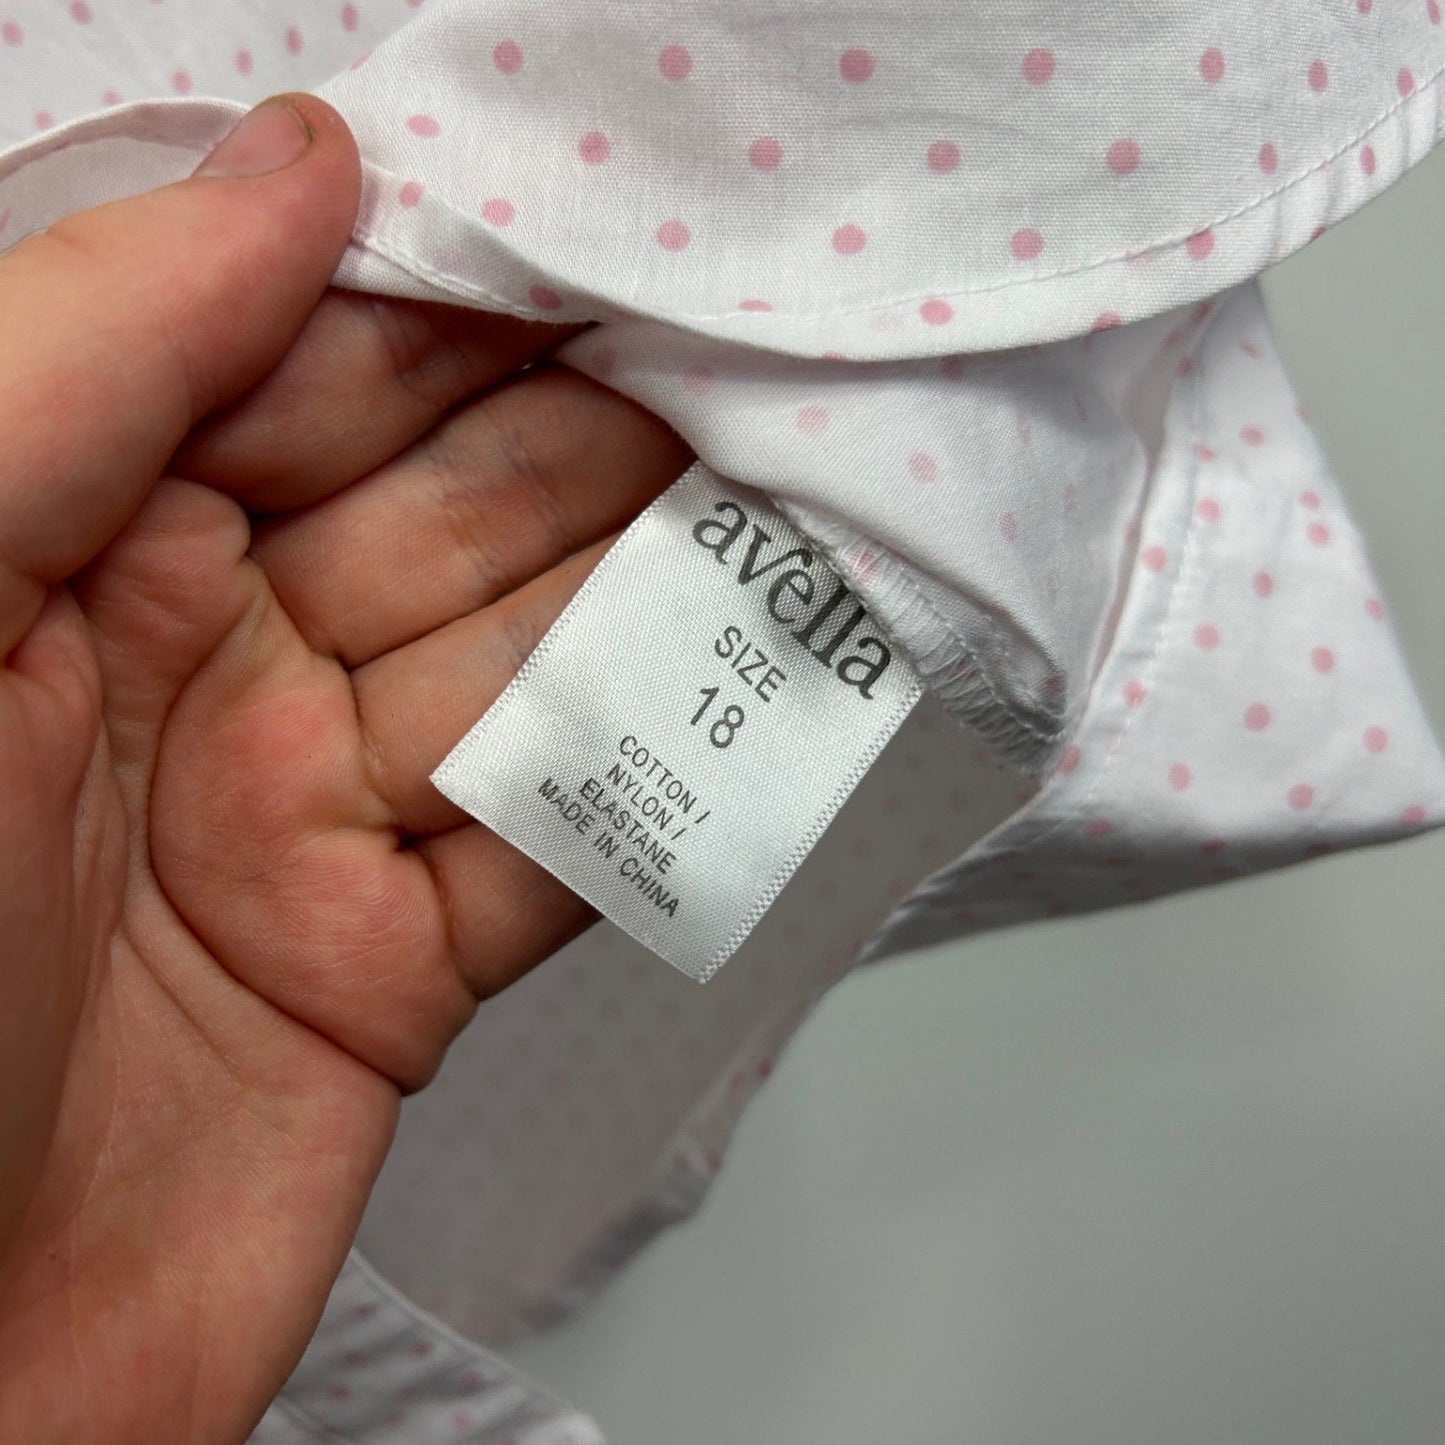 avella
SIZE
18
COTTON /
NYLON /
ELASTANE
MADE IN CHINA